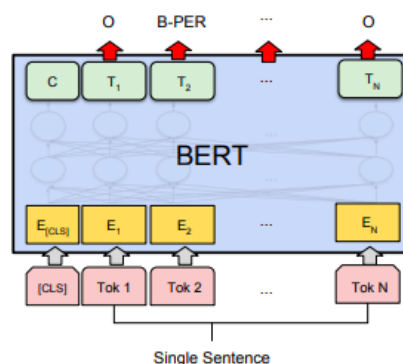 O B-PER ... O
C T1 T2 ... TN
...
BERT
...
E[CLS] E1 E2 ... EN
[CLS] Tok 1 Tok 2 ... Tok N
Single Sentence